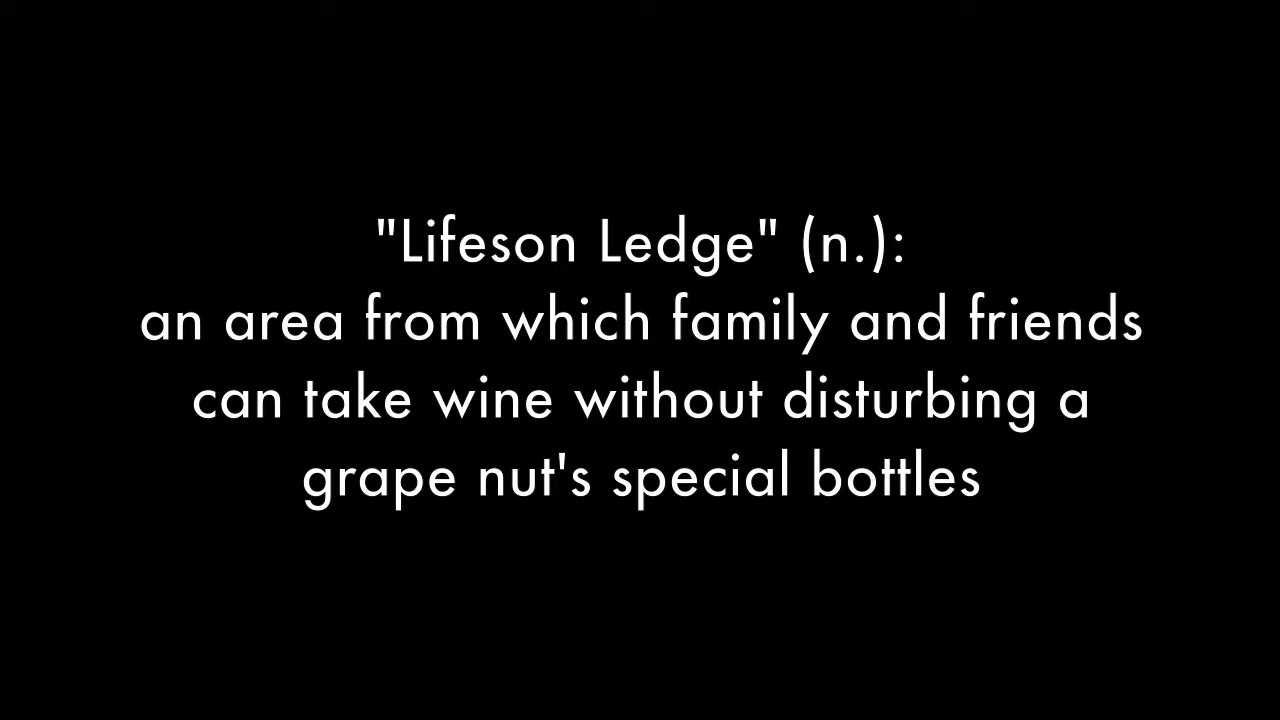 "Lifeson Ledge" (n.):
an area from which family and friends
can take wine without disturbing a
grape nut's special bottles